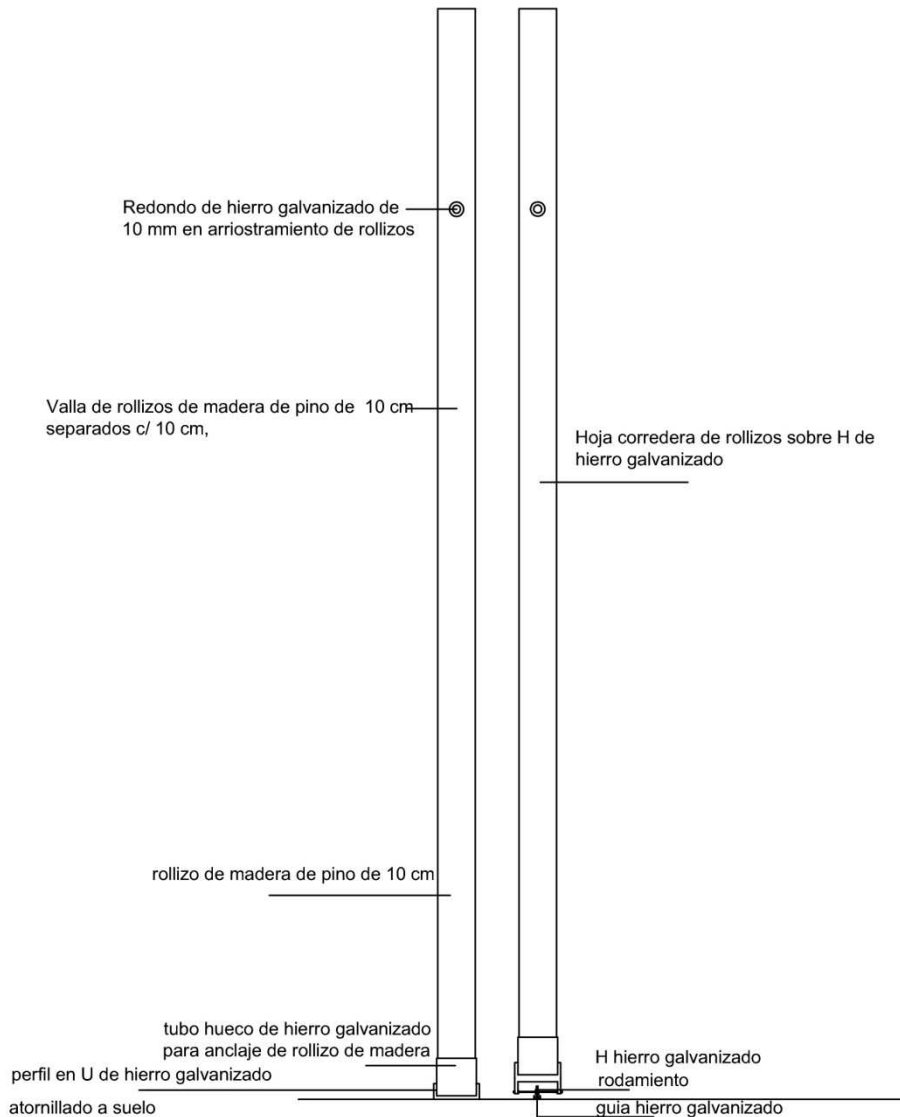 Redondo de hierro galvanizado de
10 mm en arriostramiento de rollizos
Valla de rollizos de madera de pino de 10 cm
separados c/ 10 cm,
Hoja corredera de rollizos sobre H de
hierro galvanizado
rollizo de madera de pino de 10 cm
tubo hueco de hierro galvanizado
para anclaje de rollizo de madera
perfil en U de hierro galvanizado
atornillado a suelo
H hierro galvanizado
rodamiento
guia hierro galvanizado